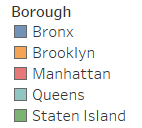 Borough
Bronx
Brooklyn
Manhattan
Queens
Staten Island